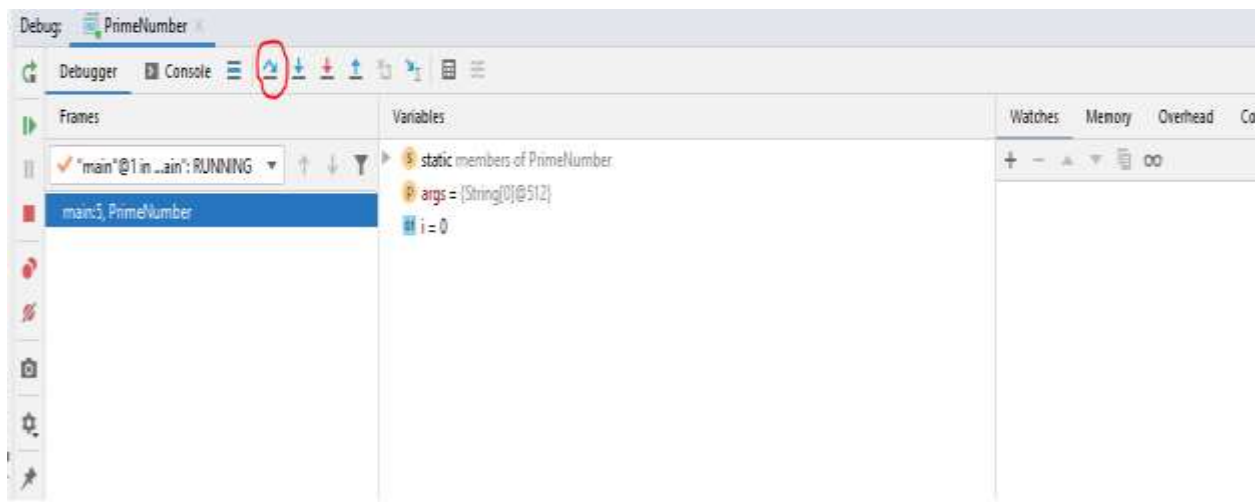 Debug: PrimeNumber
Debugger Console
Frames
Variables
Watches Memory Overhead Co
"main"@1 in ...ain": RUNNING
static members of PrimeNumber
args = {String[0]@512}
main:5, PrimeNumber
i = 0